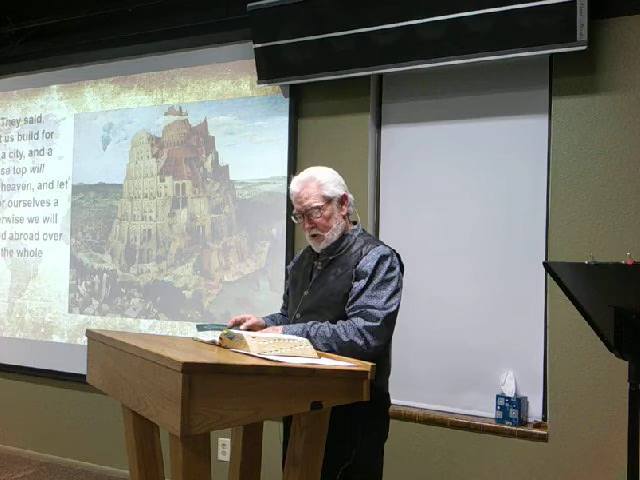 They said,
us build for
a city, and a
se top will
heaven, and let
r ourselves a
rwise we will
d abroad over
the whole